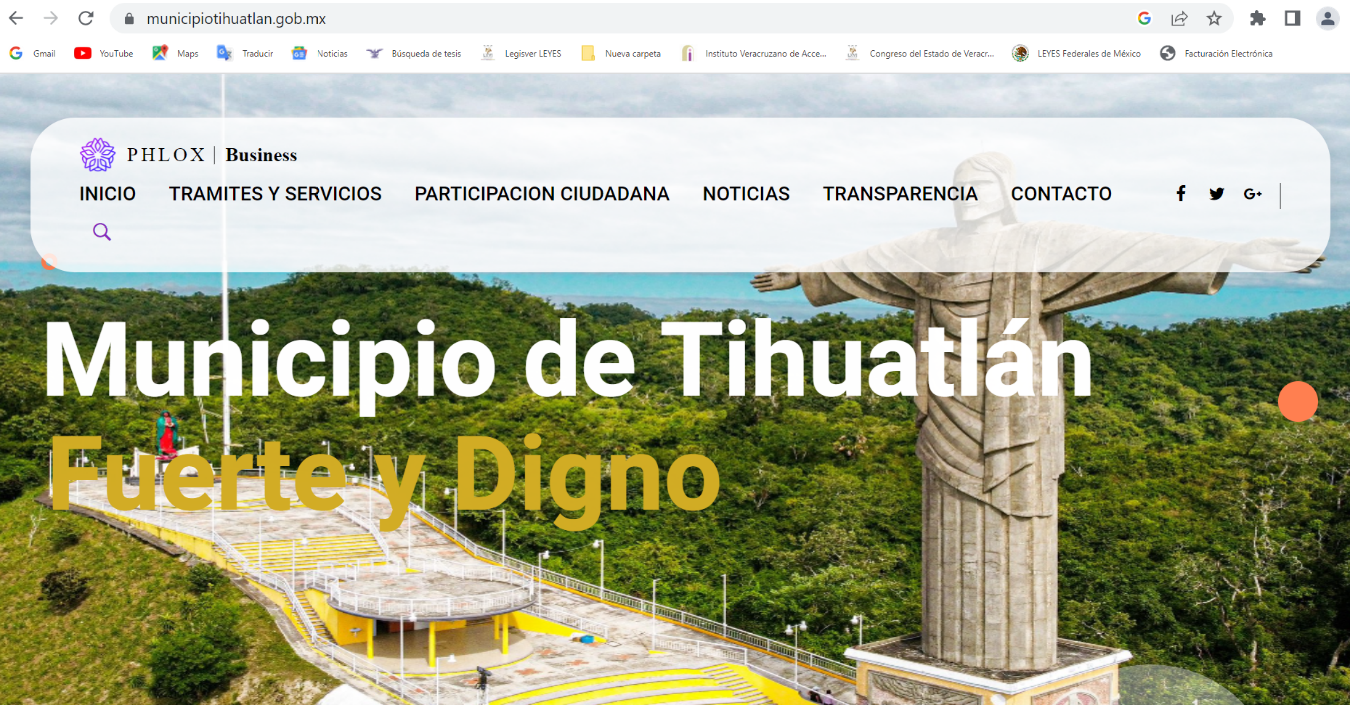 municipiotihuatlan.gob.mx
Gmail YouTube Maps Traducir Noticias Búsqueda de tesis Legisver LEYES Nueva carpeta Instituto Veracruzano de Acce... Congreso del Estado de Veracr... LEYES Federales de México Facturación Electrónica
PHLOX | Business
INICIO TRAMITES Y SERVICIOS PARTICIPACION CIUDADANA NOTICIAS TRANSPARENCIA CONTACTO
Municipio de Tihuatlán
Fuerte y Digno